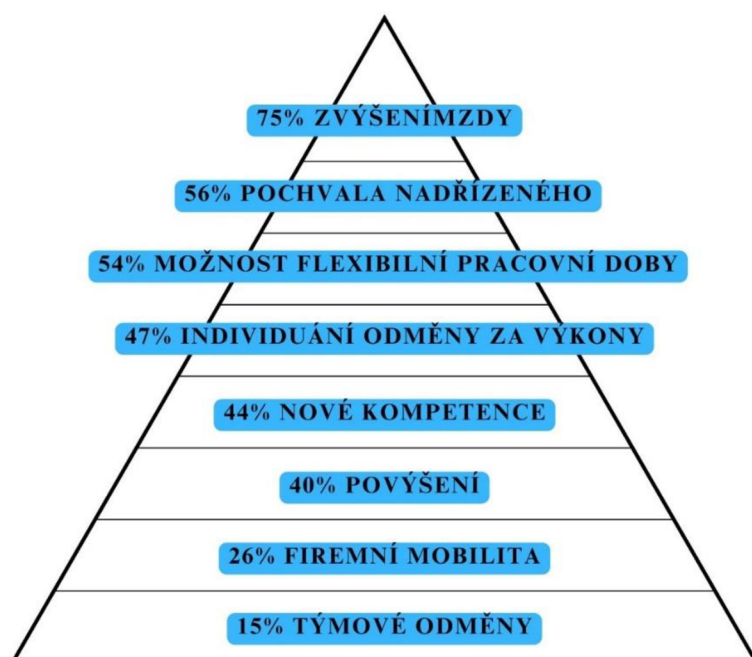 75% ZVÝŠENÍMZDY
56% POCHVALA NADŘÍZENÉHO
54% MOŽNOST FLEXIBILNÍ PRACOVNÍ DOBY
47% INDIVIDUÁNÍ ODMĚNY ZA VÝKONY
44% NOVÉ KOMPETENCE
40% POVÝŠENÍ
26% FIREMNÍ MOBILITA
15% TÝMOVÉ ODMĚNY